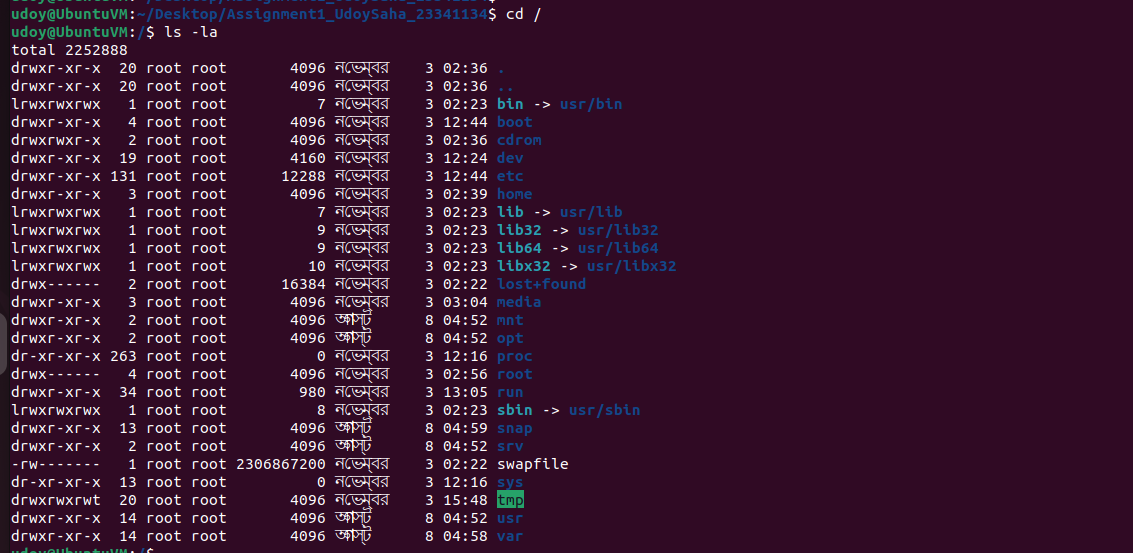 udoy@UbuntuVM:~/Desktop/Assignment1_UdoySaha_23341134$ cd /
udoy@UbuntuVM:/$ ls -la
total 2252888
drwxr-xr-x  20 root root       4096 নভেম্বর    3 02:36 .
drwxr-xr-x  20 root root       4096 নভেম্বর    3 02:36 ..
lrwxrwxrwx   1 root root          7 নভেম্বর    3 02:23 bin -> usr/bin
drwxr-xr-x   4 root root       4096 নভেম্বর    3 12:44 boot
drwxrwxr-x   2 root root       4096 নভেম্বর    3 02:36 cdrom
drwxr-xr-x  19 root root       4160 নভেম্বর    3 12:24 dev
drwxr-xr-x 131 root root      12288 নভেম্বর    3 12:44 etc
drwxr-xr-x   3 root root       4096 নভেম্বর    3 02:39 home
lrwxrwxrwx   1 root root          7 নভেম্বর    3 02:23 lib -> usr/lib
lrwxrwxrwx   1 root root          9 নভেম্বর    3 02:23 lib32 -> usr/lib32
lrwxrwxrwx   1 root root          9 নভেম্বর    3 02:23 lib64 -> usr/lib64
lrwxrwxrwx   1 root root         10 নভেম্বর    3 02:23 libx32 -> usr/libx32
drwx------   2 root root      16384 নভেম্বর    3 02:22 lost+found
drwxr-xr-x   3 root root       4096 নভেম্বর    3 03:04 media
drwxr-xr-x   2 root root       4096 আগস্ট    8 04:52 mnt
drwxr-xr-x   2 root root       4096 আগস্ট    8 04:52 opt
dr-xr-xr-x 263 root root          0 নভেম্বর    3 12:16 proc
drwx------   4 root root       4096 নভেম্বর    3 02:56 root
drwxr-xr-x  34 root root        980 নভেম্বর    3 13:05 run
lrwxrwxrwx   1 root root          8 নভেম্বর    3 02:23 sbin -> usr/sbin
drwxr-xr-x  13 root root       4096 আগস্ট    8 04:59 snap
drwxr-xr-x   2 root root       4096 আগস্ট    8 04:52 srv
-rw-------   1 root root 2306867200 নভেম্বর    3 02:22 swapfile
dr-xr-xr-x  13 root root          0 নভেম্বর    3 12:16 sys
drwxrwxrwt  20 root root       4096 নভেম্বর    3 15:48 tmp
drwxr-xr-x  14 root root       4096 আগস্ট    8 04:52 usr
drwxr-xr-x  14 root root       4096 আগস্ট    8 04:58 var
udoy@UbuntuVM:/$